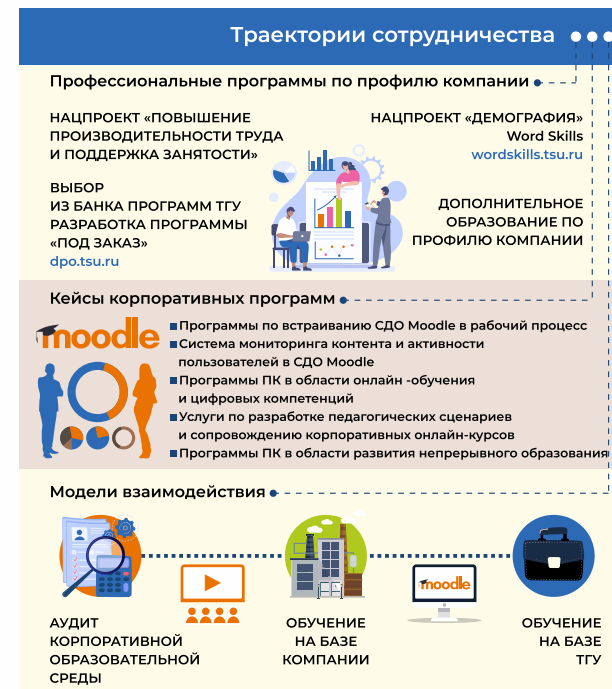 Траектории сотрудничества
Профессиональные программы по профилю компании
НАЦПРОЕКТ «ПОВЫШЕНИЕ
ПРОИЗВОДИТЕЛЬНОСТИ ТРУДА
И ПОДДЕРЖКА ЗАНЯТОСТИ»
ВЫБОР
ИЗ БАНКА ПРОГРАММ ТГУ
РАЗРАБОТКА ПРОГРАММЫ
«ПОД ЗАКАЗ»
dpo.tsu.ru
НАЦПРОЕКТ «ДЕМОГРАФИЯ»
Word Skills
wordskills.tsu.ru
ДОПОЛНИТЕЛЬНОЕ
ОБРАЗОВАНИЕ ПО
ПРОФИЛЮ КОМПАНИИ
Кейсы корпоративных программ
moodle
Программы по встраиванию СДО Moodle в рабочий процесс
Система мониторинга контента и активности
пользователей в СДО Moodle
Программы ПК в области онлайн -обучения
и цифровых компетенций
Услуги по разработке педагогических сценариев
и сопровождению корпоративных онлайн-курсов
Программы ПК в области развития непрерывного образования
Модели взаимодействия
moodle
АУДИТ
КОРПОРАТИВНОЙ
ОБРАЗОВАТЕЛЬНОЙ
СРЕДЫ
ОБУЧЕНИЕ
НА БАЗЕ
КОМПАНИИ
ОБУЧЕНИЕ
НА БАЗЕ
ТГУ